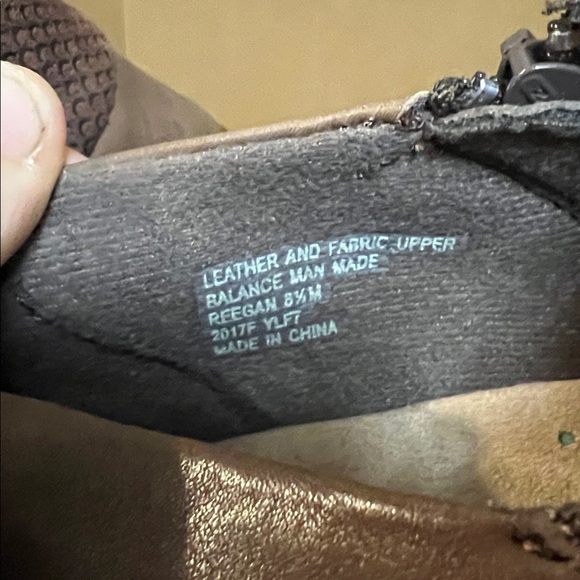 LEATHER AND FABRIC UPPER
BALANCE MAN MADE
REEGAN 8½M
2017F YLF7
MADE IN CHINA